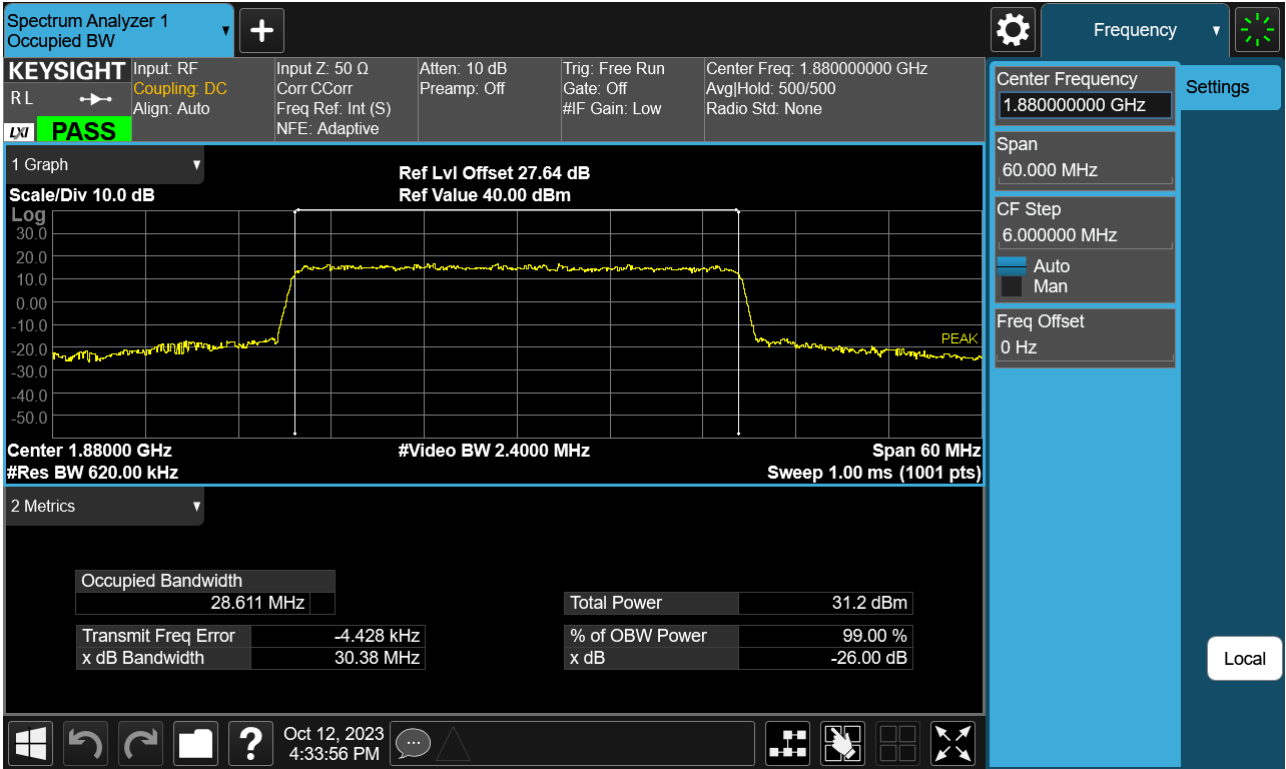 Spectrum Analyzer 1
Occupied BW
Frequency
KEYSIGHT
R L
LXI
PASS
Input: RF
Coupling: DC
Align: Auto
Input Z: 50 Ω
Corr CCorr
Freq Ref: Int (S)
NFE: Adaptive
Atten: 10 dB
Preamp: Off
Trig: Free Run
Gate: Off
#IF Gain: Low
Center Freq: 1.880000000 GHz
Avg|Hold: 500/500
Radio Std: None
Center Frequency
1.880000000 GHz
Settings
Span
60.000 MHz
CF Step
6.000000 MHz
Auto
Man
Freq Offset
0 Hz
Local
1 Graph
Scale/Div 10.0 dB
Ref Lvl Offset 27.64 dB
Ref Value 40.00 dBm
Log
30.0
20.0
10.0
0.00
-10.0
-20.0
-30.0
-40.0
-50.0
PEAK
Center 1.88000 GHz
#Video BW 2.4000 MHz
Span 60 MHz
#Res BW 620.00 kHz
Sweep 1.00 ms (1001 pts)
2 Metrics
Occupied Bandwidth
28.611 MHz
Total Power 31.2 dBm
Transmit Freq Error -4.428 kHz
% of OBW Power 99.00 %
x dB Bandwidth 30.38 MHz
x dB -26.00 dB
?
Oct 12, 2023
4:33:56 PM